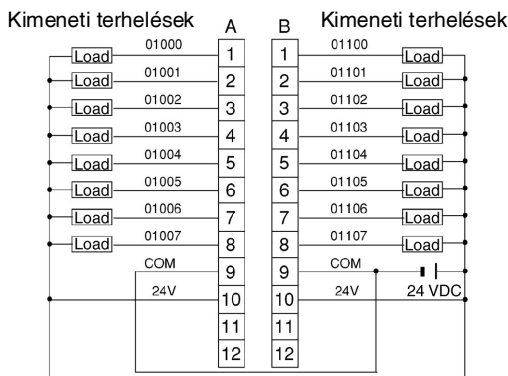 Kimeneti terhelések A B Kimeneti terhelések
Load 01000 1 1 01100 Load
Load 01001 2 2 01101 Load
Load 01002 3 3 01102 Load
Load 01003 4 4 01103 Load
Load 01004 5 5 01104 Load
Load 01005 6 6 01105 Load
Load 01006 7 7 01106 Load
Load 01007 8 8 01107 Load
COM 9 9 COM
24V 10 10 24V 24 VDC
11 11
12 12